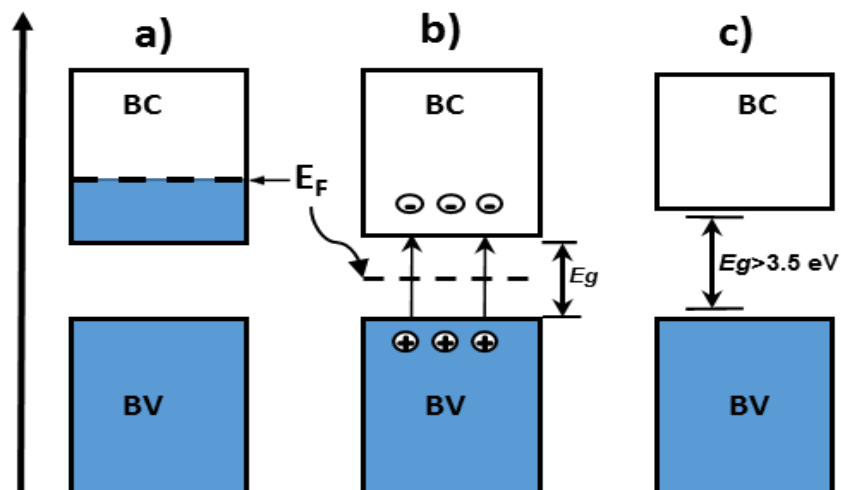 a)
b)
c)
BC
BC
BC
E_F
Eg
Eg>3.5 eV
-
-
-
+
+
+
BV
BV
BV